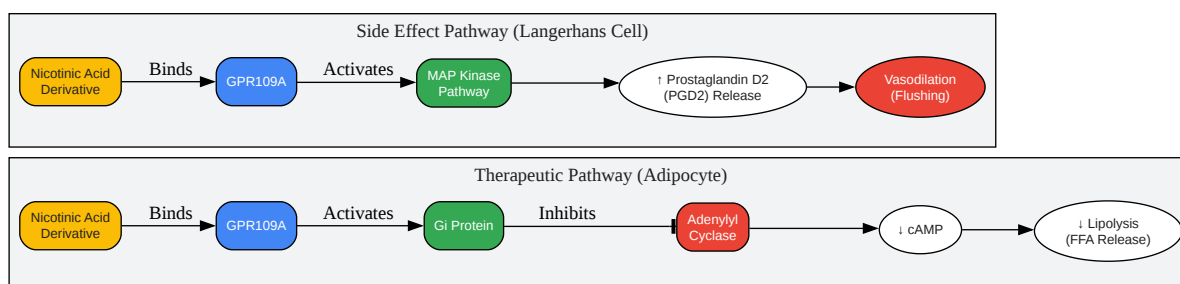 Side Effect Pathway (Langerhans Cell)
Nicotinic Acid
Derivative
Binds
GPR109A
Activates
MAP Kinase
Pathway
↑ Prostaglandin D2
(PGD2) Release
Vasodilation
(Flushing)
Therapeutic Pathway (Adipocyte)
Nicotinic Acid
Derivative
Binds
GPR109A
Activates
Gi Protein
Inhibits
Adenylyl
Cyclase
↓ cAMP
↓ Lipolysis
(FFA Release)